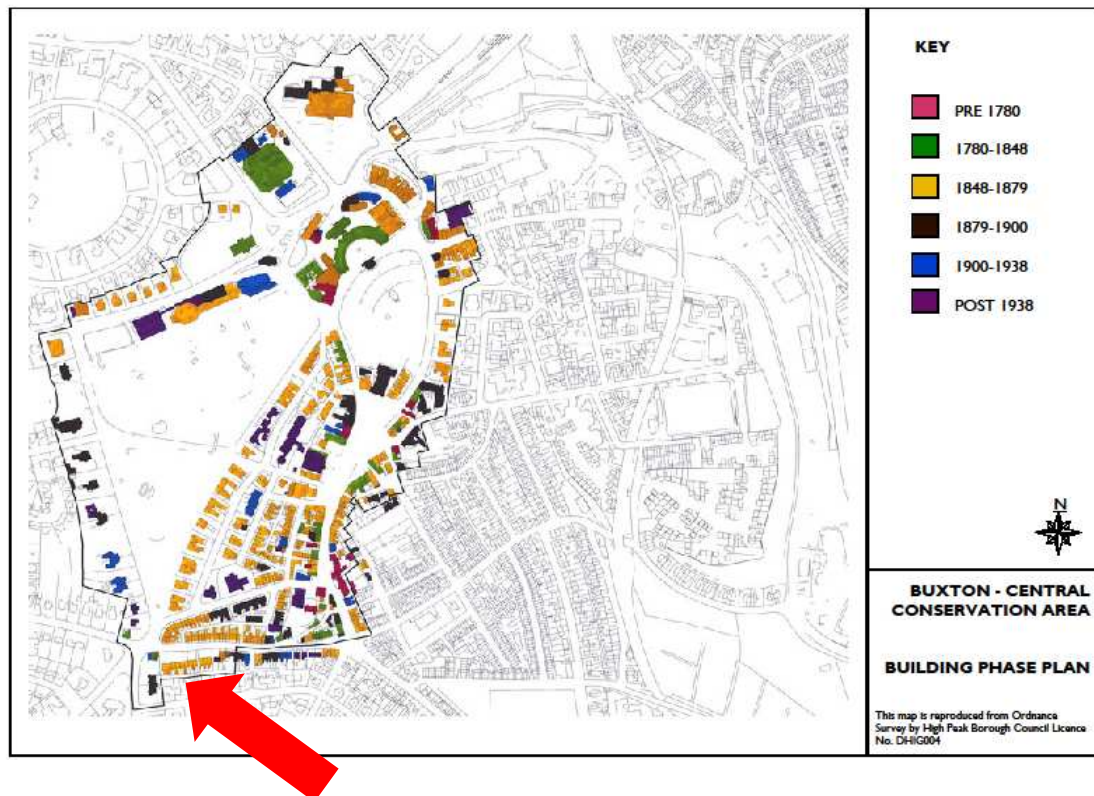 KEY
PRE 1780
1780-1848
1848-1879
1879-1900
1900-1938
POST 1938
N
BUXTON - CENTRAL
CONSERVATION AREA
BUILDING PHASE PLAN
This map is reproduced from Ordnance
Survey by High Peak Borough Council Licence
No. DHIG004